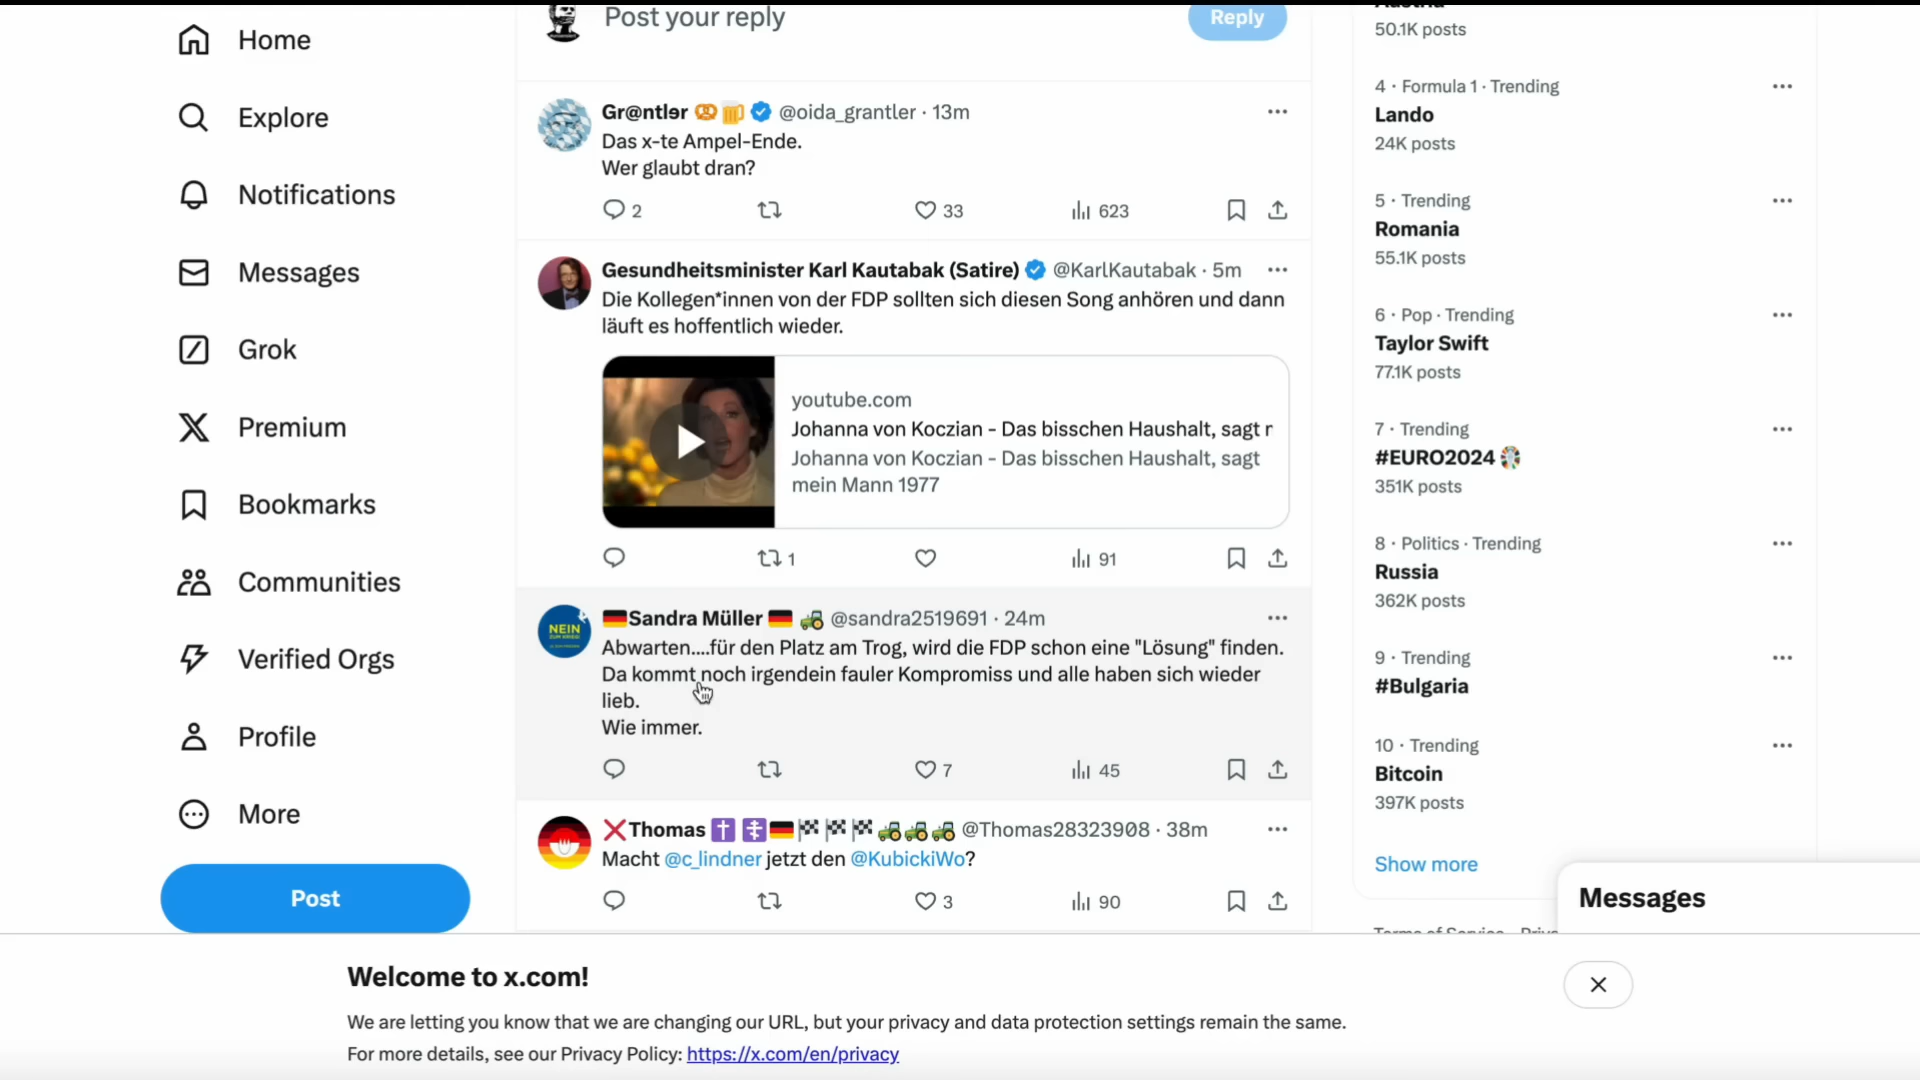 Home
Explore
Notifications
Messages
Grok
Premium
Bookmarks
Communities
Verified Orgs
Profile
More
Post
Post your reply
Reply
Gr@ntlər @oida_grantler · 13m
Das x-te Ampel-Ende.
Wer glaubt dran?
2
33
623
Gesundheitsminister Karl Kautabak (Satire) @KarlKautabak · 5m
Die Kollegen*innen von der FDP sollten sich diesen Song anhören und dann
läuft es hoffentlich wieder.
youtube.com
Johanna von Koczian - Das bisschen Haushalt, sagt
Johanna von Koczian - Das bisschen Haushalt, sagt
mein Mann 1977
1
91
NEIN
Sandra Müller @sandra2519691 · 24m
Abwarten....für den Platz am Trog, wird die FDP schon eine "Lösung" finden.
Da kommt noch irgendein fauler Kompromiss und alle haben sich wieder
lieb.
Wie immer.
7
45
Thomas @Thomas28323908 · 38m
Macht @c_lindner jetzt den @KubickiWo?
3
90
50.1K posts
4 · Formula 1 · Trending
Lando
24K posts
5 · Trending
Romania
55.1K posts
6 · Pop · Trending
Taylor Swift
77.1K posts
7 · Trending
#EURO2024
351K posts
8 · Politics · Trending
Russia
362K posts
9 · Trending
#Bulgaria
10 · Trending
Bitcoin
397K posts
Show more
Messages
Welcome to x.com!
We are letting you know that we are changing our URL, but your privacy and data protection settings remain the same.
For more details, see our Privacy Policy: https://x.com/en/privacy